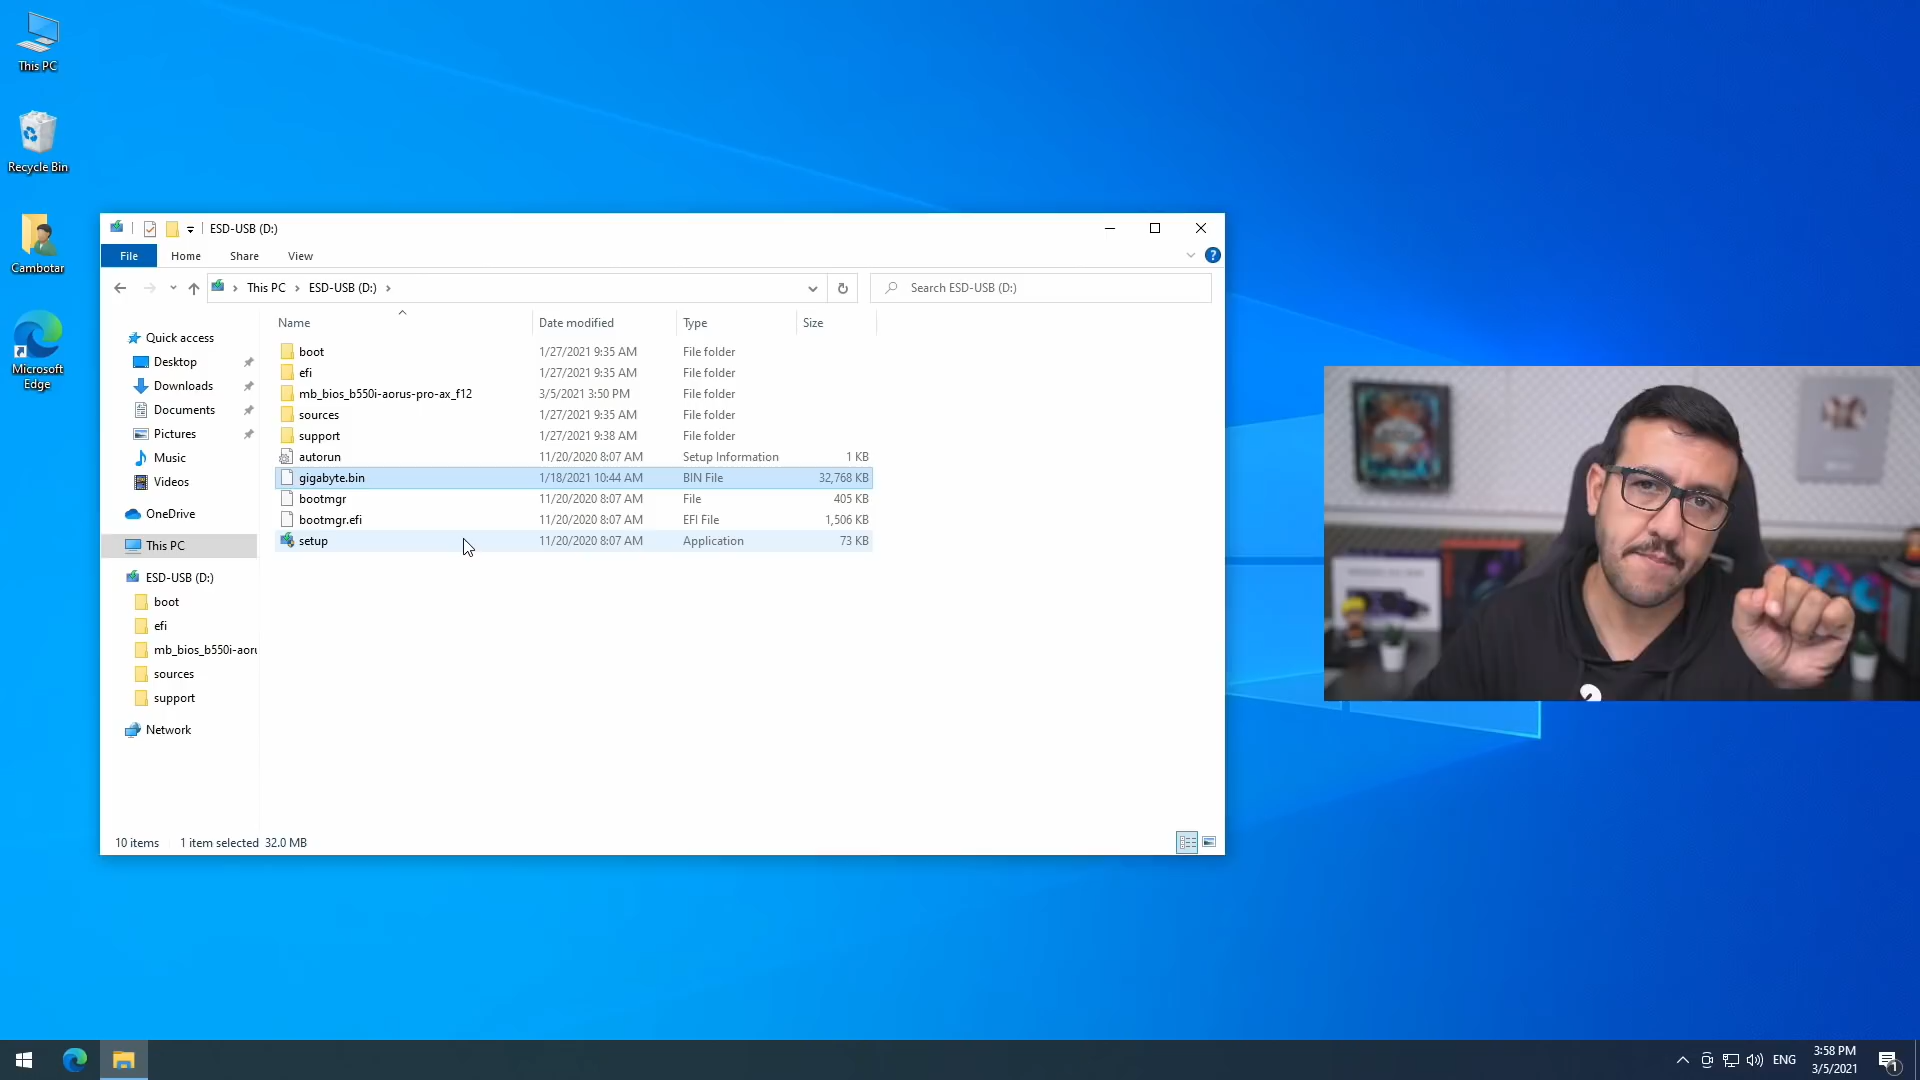 This PC
Recycle Bin
Cambotar
Microsoft
Edge
ESD-USB (D:)
File Home Share View
This PC > ESD-USB (D:) >
Search ESD-USB (D:)
Quick access
Desktop
Downloads
Documents
Pictures
Music
Videos
OneDrive
This PC
ESD-USB (D:)
boot
efi
mb_bios_b550i-aoru
sources
support
Network
Name Date modified Type Size
boot 1/27/2021 9:35 AM File folder
efi 1/27/2021 9:35 AM File folder
mb_bios_b550i-aorus-pro-ax_f12 3/5/2021 3:50 PM File folder
sources 1/27/2021 9:35 AM File folder
support 1/27/2021 9:38 AM File folder
autorun 11/20/2020 8:07 AM Setup Information 1 KB
gigabyte.bin 1/18/2021 10:44 AM BIN File 32,768 KB
bootmgr 11/20/2020 8:07 AM File 405 KB
bootmgr.efi 11/20/2020 8:07 AM EFI File 1,506 KB
setup 11/20/2020 8:07 AM Application 73 KB
10 items 1 item selected 32.0 MB
ENG
3:58 PM
3/5/2021
1